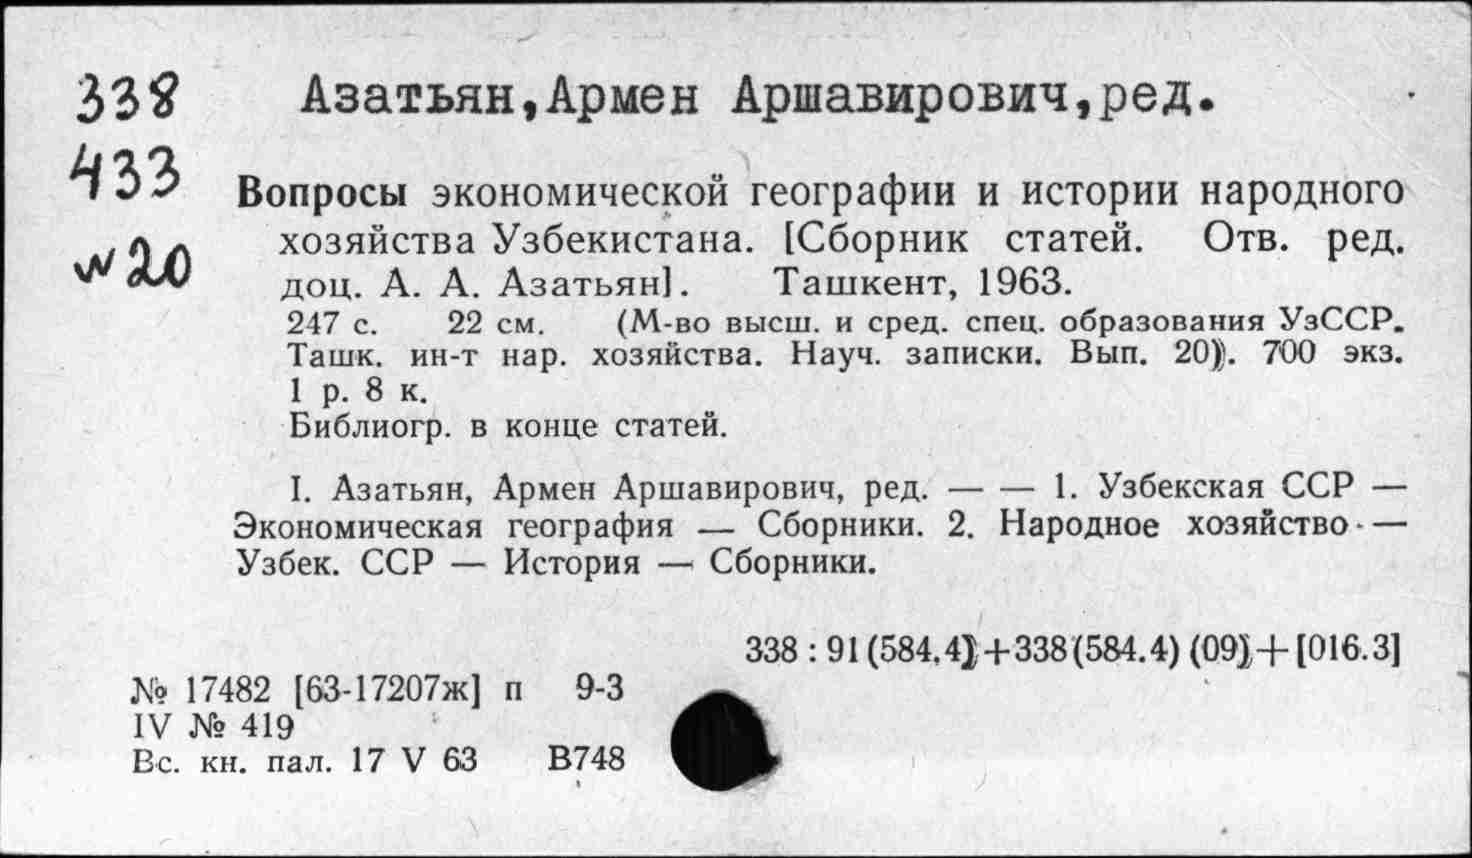 338
Азатьян,Армен Аршавирович,ред.
433
Вопросы экономической географии и истории народного
хозяйства Узбекистана. [Сборник статей. Отв. ред.
№20
доц. А. А. Азатьян]. Ташкент, 1963.
247 с. 22 см. (М-во высш. и сред. спец. образования УзССР.
Ташк. ин-т нар. хозяйства. Науч. записки. Вып. 20). 700 экз.
1 р. 8 к.
Библиогр. в конце статей.
I. Азатьян, Армен Аршавирович, ред. — — 1. Узбекская ССР —
Экономическая география — Сборники. 2. Народное хозяйство —
Узбек. ССР — История — Сборники.
338 : 91 (584.4)+338(584.4) (09)+ [016.3]
№ 17482 [63-17207ж] п 9-3
IV № 419
Вс. кн. пал. 17 V 63 В748